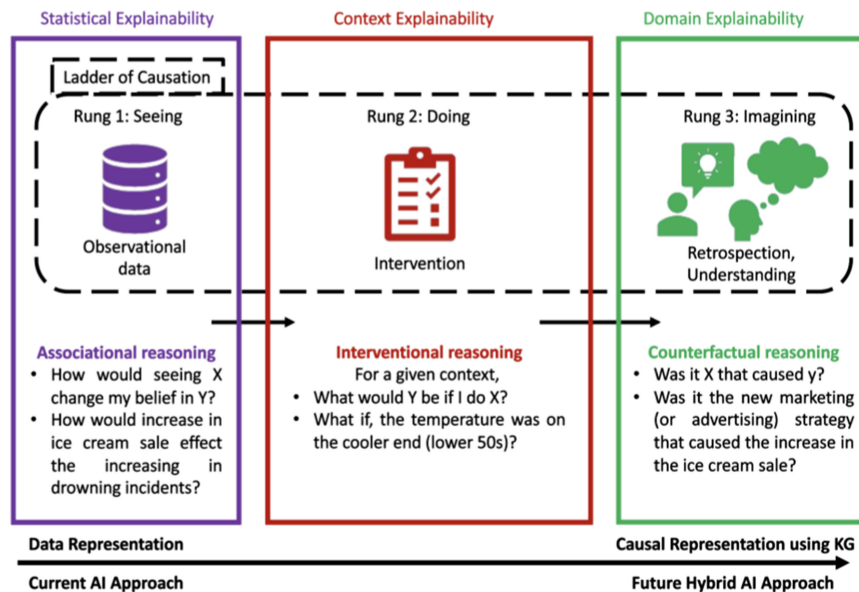 Statistical Explainability
Context Explainability
Domain Explainability
Ladder of Causation
Rung 1: Seeing
Observational
data
Rung 2: Doing
Intervention
Rung 3: Imagining
Retrospection,
Understanding
Associational reasoning
• How would seeing X
change my belief in Y?
• How would increase in
ice cream sale effect
the increasing in
drowning incidents?
Interventional reasoning
For a given context,
• What would Y be if I do X?
• What if, the temperature was on
the cooler end (lower 50s)?
Counterfactual reasoning
• Was it X that caused y?
• Was it the new marketing
(or advertising) strategy
that caused the increase in
the ice cream sale?
Data Representation
Causal Representation using KG
Current AI Approach
Future Hybrid AI Approach